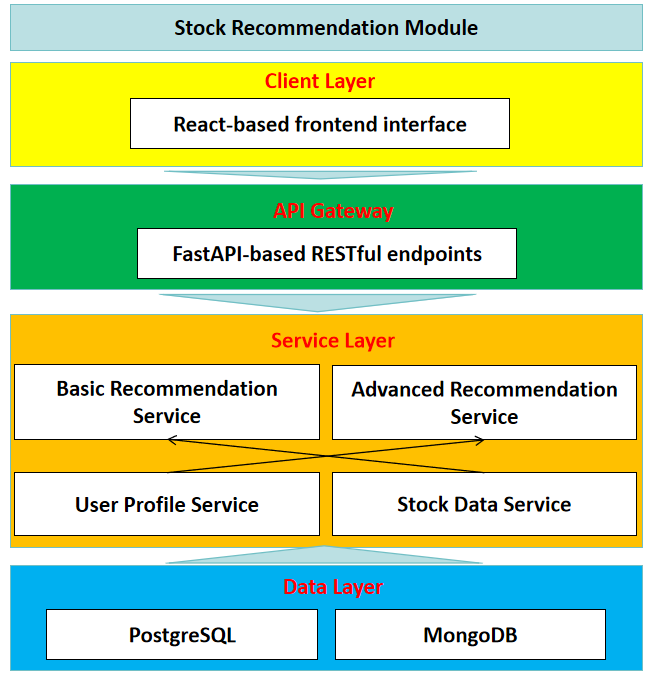 Stock Recommendation Module
Client Layer
React-based frontend interface
API Gateway
FastAPI-based RESTful endpoints
Service Layer
Basic Recommendation
Service
Advanced Recommendation
Service
User Profile Service
Stock Data Service
Data Layer
PostgreSQL
MongoDB